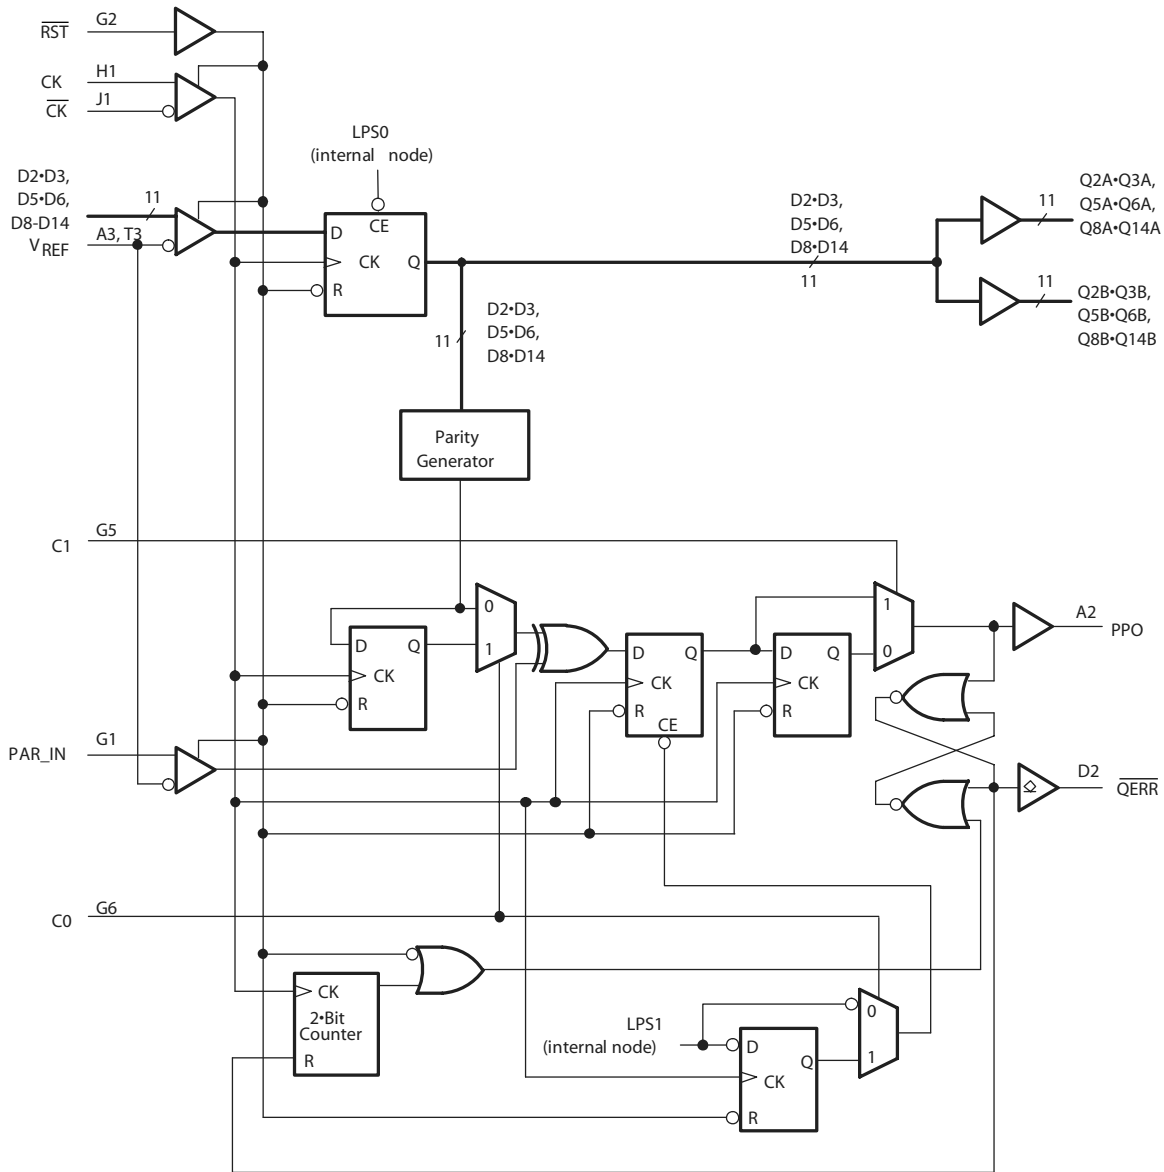 RST
G2
CK
H1
CK
J1
LPS0
(internal node)
D2•D3,
D5•D6,
D8-D14
11
VREF
A3, T3
D
CE
CK
Q
R
D2•D3,
D5•D6,
D8•D14
11
11
Q2A•Q3A,
Q5A•Q6A,
Q8A•Q14A
11
Q2B•Q3B,
Q5B•Q6B,
Q8B•Q14B
11
D2•D3,
D5•D6,
D8•D14
Parity
Generator
C1
G5
0
1
D
Q
CK
R
D
Q
CK
R
CE
D
Q
CK
R
1
0
A2
PPO
PAR_IN
G1
D2
QERR
C0
G6
CK
2•Bit
Counter
R
LPS1
(internal node)
D
Q
CK
R
0
1